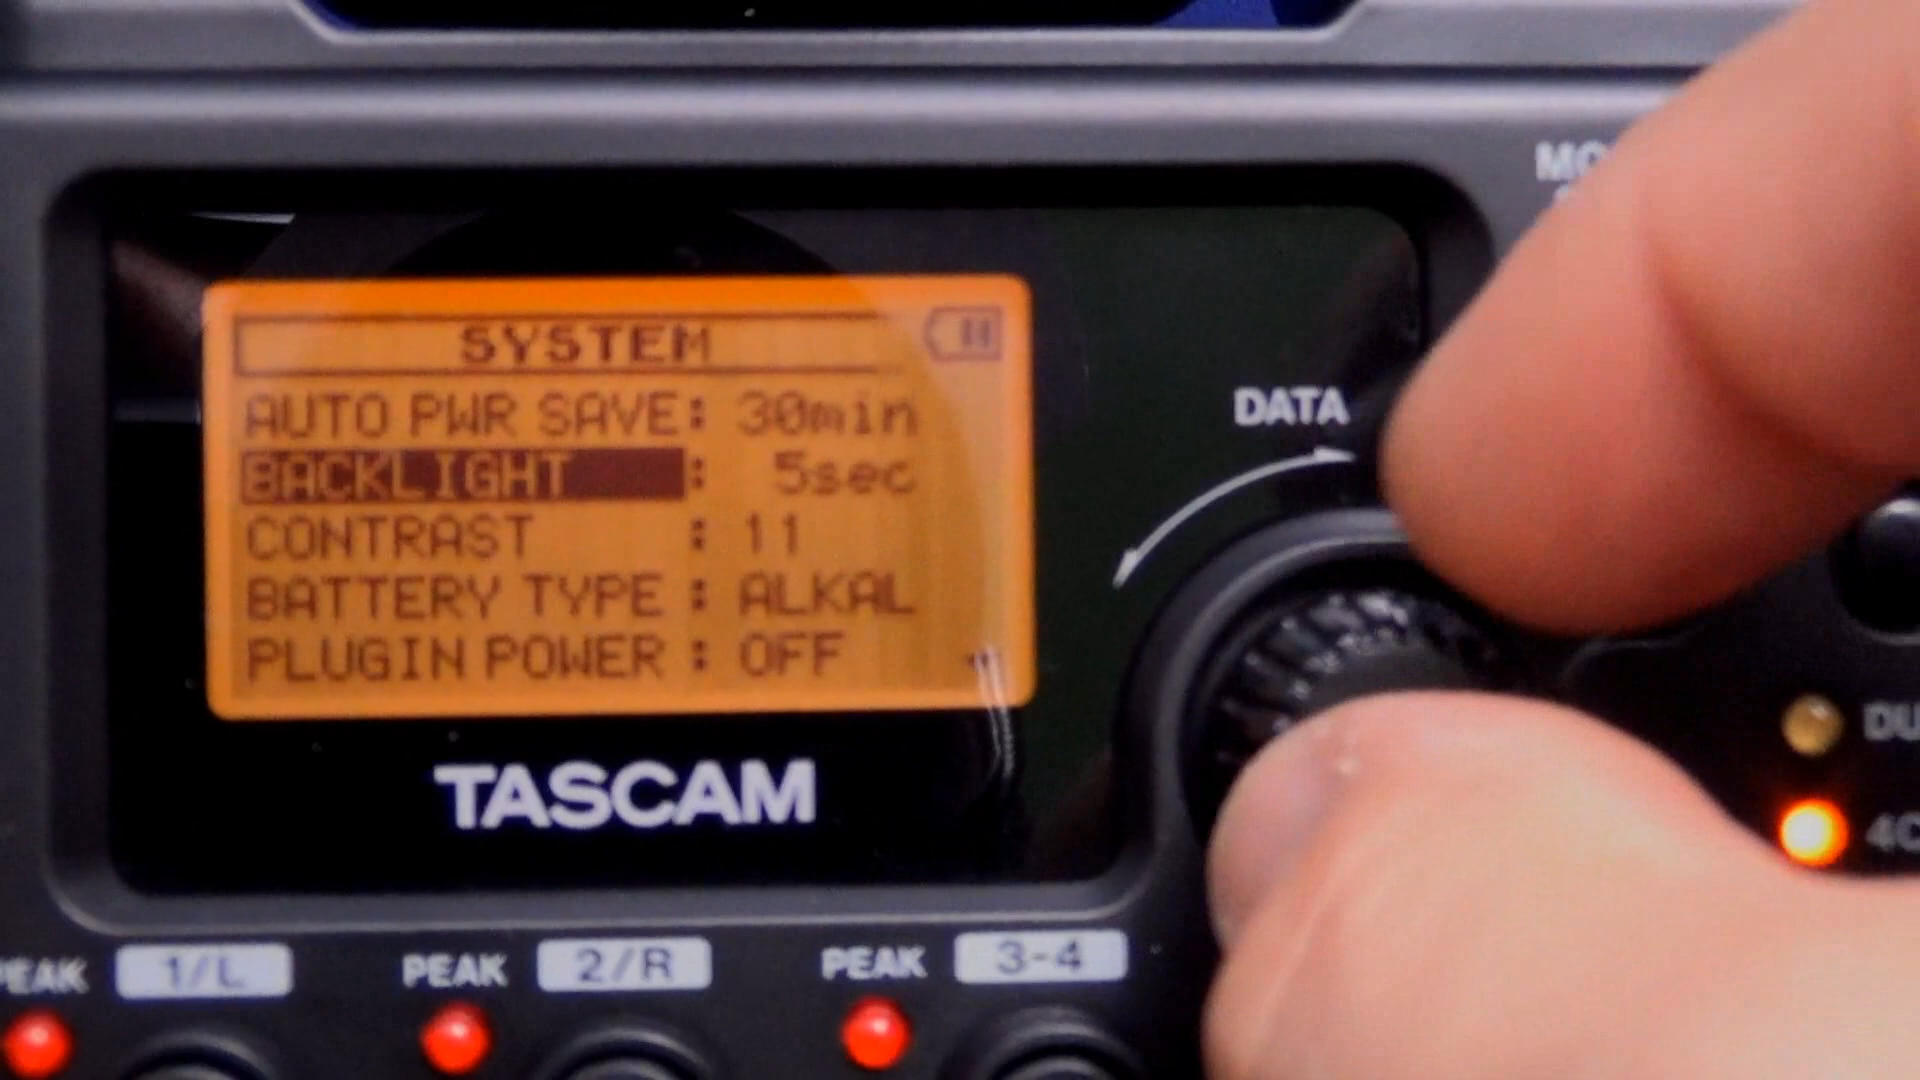 SYSTEM
AUTO PWR SAVE: 30min
BACKLIGHT : 5sec
CONTRAST : 11
BATTERY TYPE : ALKAL
PLUGIN POWER : OFF
DATA
TASCAM
PEAK 1/L PEAK 2/R PEAK 3-4